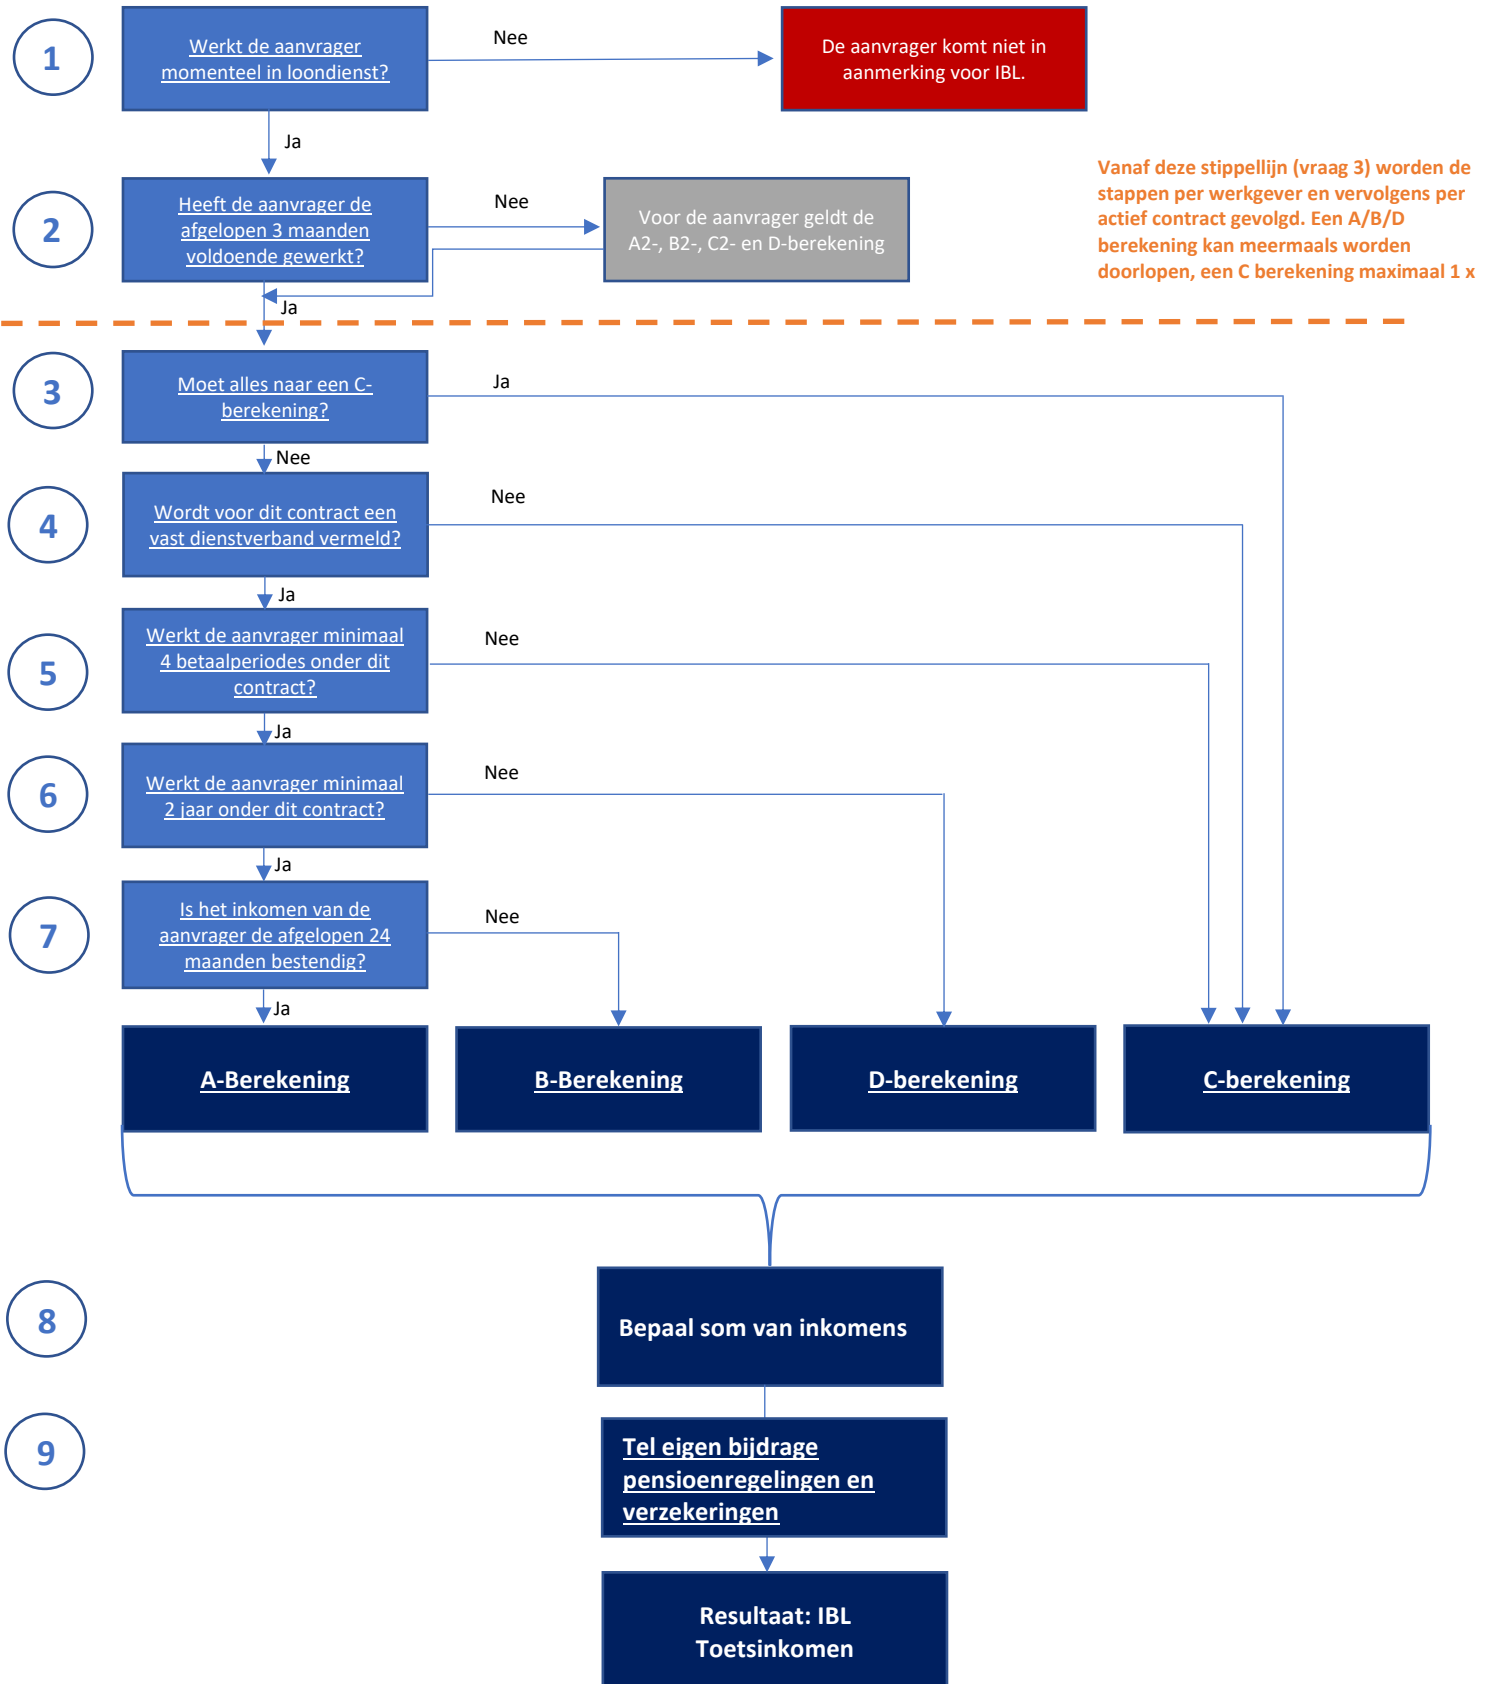 1
Werkt de aanvrager
momenteel in loondienst?
Nee
De aanvrager komt niet in
aanmerking voor IBL.
Ja
Vanaf deze stippellijn (vraag 3) worden de
stappen per werkgever en vervolgens per
actief contract gevolgd. Een A/B/D
berekening kan meermaals worden
doorlopen, een C berekening maximaal 1 x
2
Heeft de aanvrager de
afgelopen 3 maanden
voldoende gewerkt?
Nee
Voor de aanvrager geldt de
A2-, B2-, C2- en D-berekening
Ja
3
Moet alles naar een C-
berekening?
Ja
Nee
4
Wordt voor dit contract een
vast dienstverband vermeld?
Nee
Ja
5
Werkt de aanvrager minimaal
4 betaalperiodes onder dit
contract?
Nee
Ja
6
Werkt de aanvrager minimaal
2 jaar onder dit contract?
Nee
Ja
7
Is het inkomen van de
aanvrager de afgelopen 24
maanden bestendig?
Nee
Ja
A-Berekening
B-Berekening
D-berekening
C-berekening
8
Bepaal som van inkomens
9
Tel eigen bijdrage
pensioenregelingen en
verzekeringen
Resultaat: IBL
Toetsinkomen